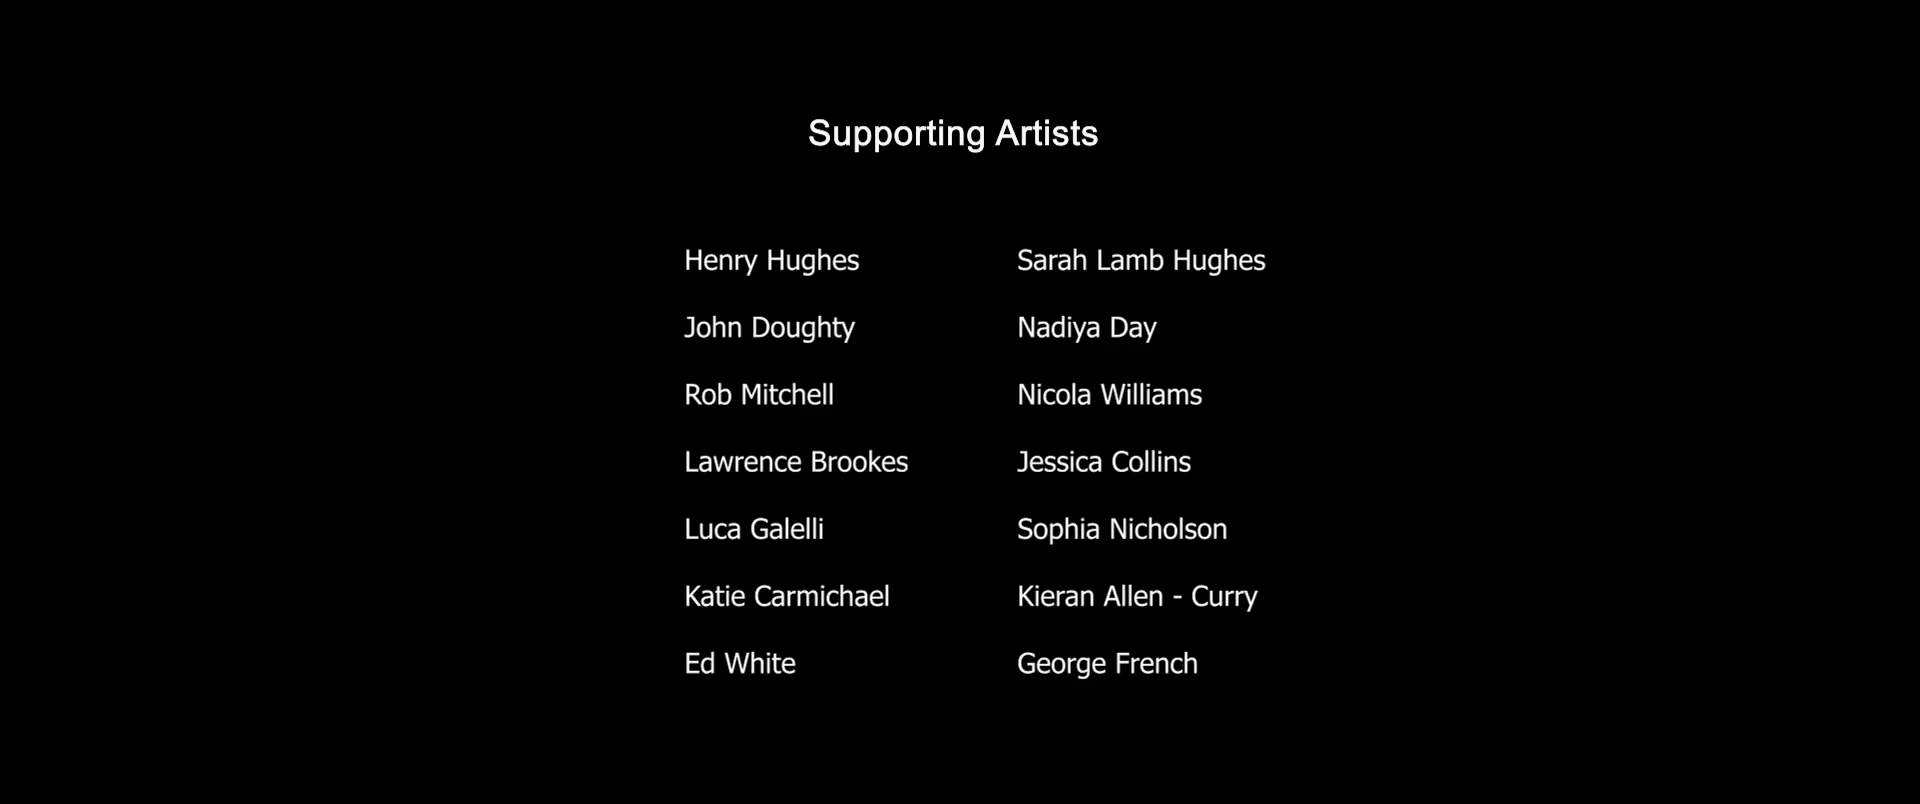 Supporting Artists
Henry Hughes Sarah Lamb Hughes
John Doughty Nadiya Day
Rob Mitchell Nicola Williams
Lawrence Brookes Jessica Collins
Luca Galelli Sophia Nicholson
Katie Carmichael Kieran Allen - Curry
Ed White George French